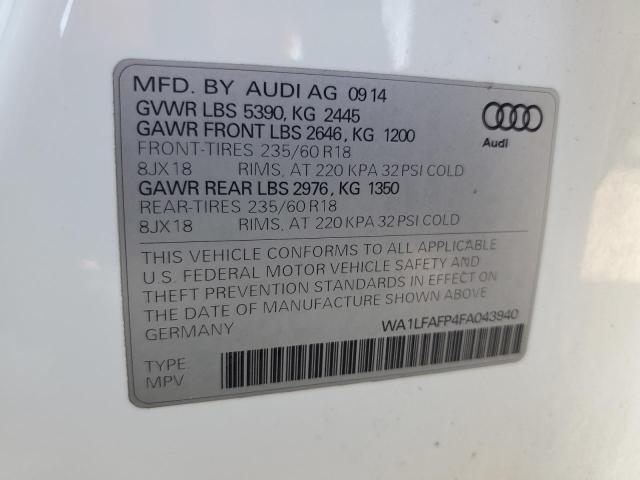 MFD. BY AUDI AG 09 14
GVWR LBS 5390, KG 2445
GAWR FRONT LBS 2646, KG 1200
FRONT-TIRES 235/60 R18
8JX18 RIMS, AT 220 KPA 32 PSI COLD
GAWR REAR LBS 2976, KG 1350
REAR-TIRES 235/60 R18
8JX18 RIMS, AT 220 KPA 32 PSI COLD
Audi
THIS VEHICLE CONFORMS TO ALL APPLICABLE
U.S. FEDERAL MOTOR VEHICLE SAFETY AND
THEFT PREVENTION STANDARDS IN EFFECT ON
THE DATE OF MANUFACTURE SHOWN ABOVE
GERMANY
WA1LFAFP4FA043940
TYPE:
MPV